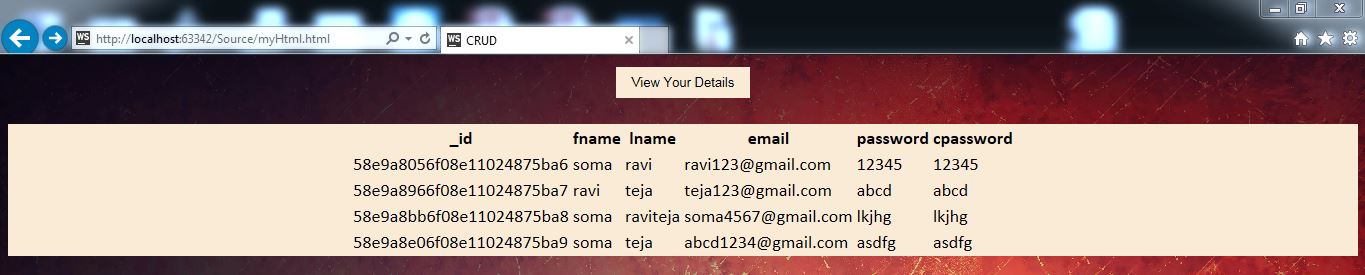 WS http://localhost:63342/Source/myHtml.html
WS CRUD
View Your Details
_id fname lname email password cpassword
58e9a8056f08e11024875ba6 soma ravi ravi123@gmail.com 12345 12345
58e9a8966f08e11024875ba7 ravi teja teja123@gmail.com abcd abcd
58e9a8bb6f08e11024875ba8 soma raviteja soma4567@gmail.com lkjhg lkjhg
58e9a8e06f08e11024875ba9 soma teja abcd1234@gmail.com asdfg asdfg